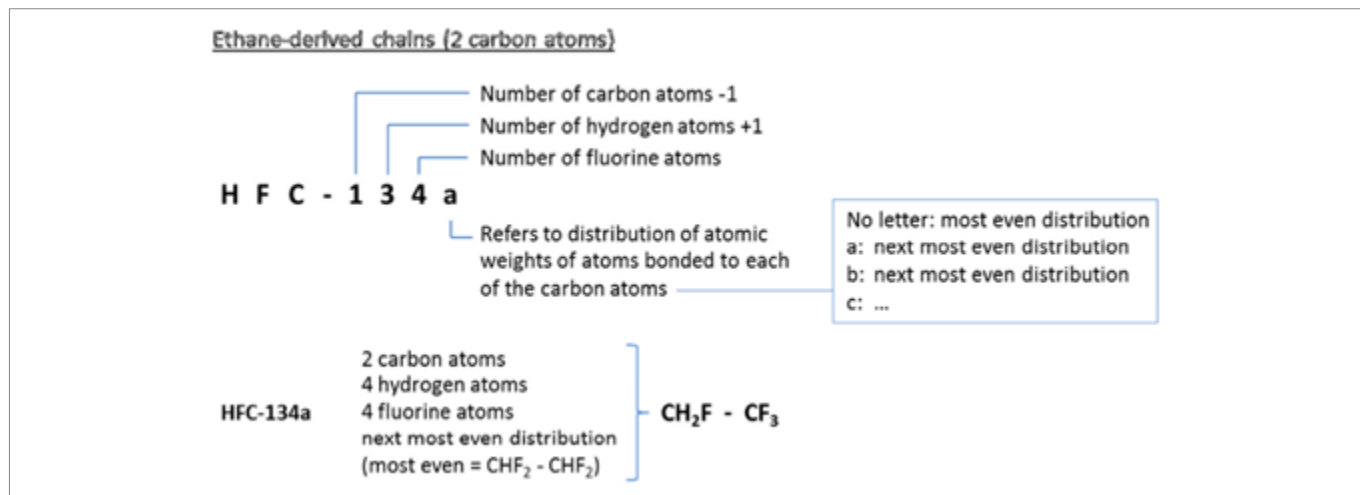 Ethane-derived chains (2 carbon atoms)
Number of carbon atoms -1
Number of hydrogen atoms +1
Number of fluorine atoms
H F C - 1 3 4 a
Refers to distribution of atomic
weights of atoms bonded to each
of the carbon atoms
No letter: most even distribution
a: next most even distribution
b: next most even distribution
c: ...
HFC-134a
2 carbon atoms
4 hydrogen atoms
4 fluorine atoms
next most even distribution
(most even = CHF₂ - CHF₂)
CH₂F - CF₃